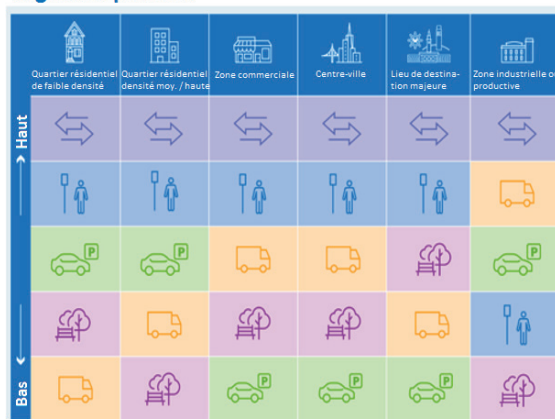 Quartier résidentiel
de faible densité
Quartier résidentiel
densité moy. / haute
Zone commerciale
Centre-ville
Lieu de destina-
tion majeure
Zone industrielle ou
productive
Haut
P
P
P
P
P
P
Bas